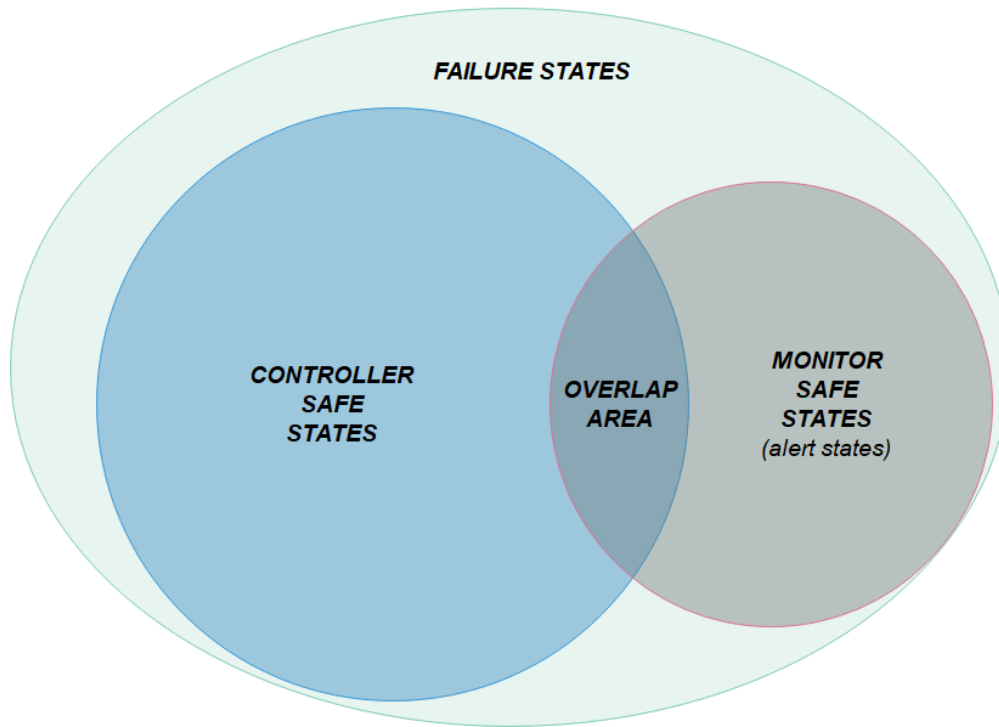 FAILURE STATES
CONTROLLER
SAFE
STATES
OVERLAP
AREA
MONITOR
SAFE
STATES
(alert states)